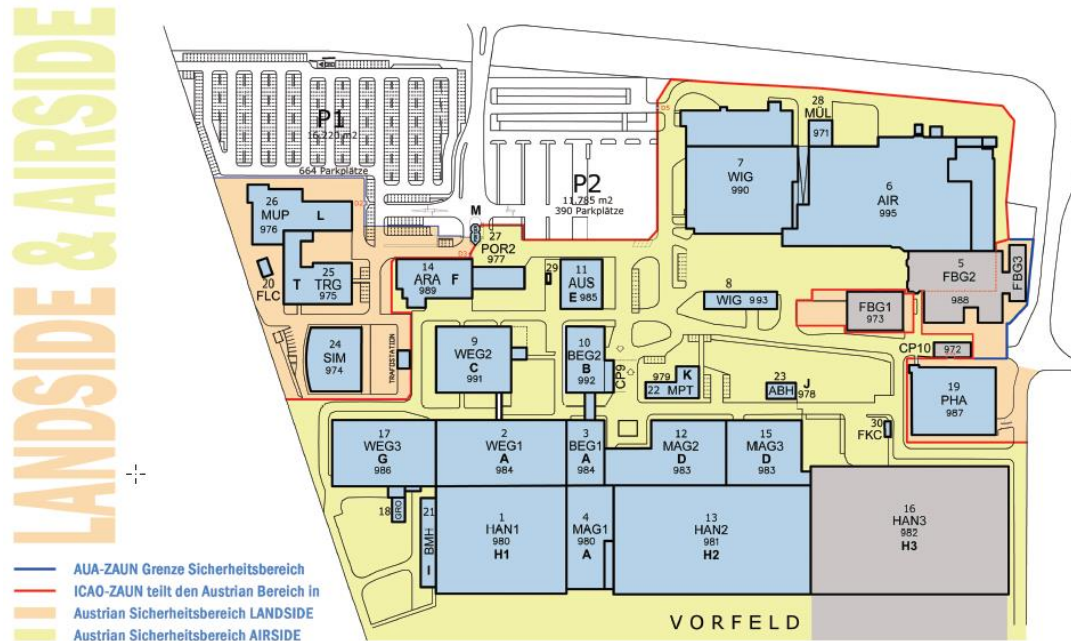 LANDSIDE & AIRSIDE
P1
16.220 m2
664 Parkplätze
P2
11.785 m2
390 Parkplätze
D5
28
MÜL
971
7
WIG
990
6
AIR
995
26
MUP
976
L
D2
M
27
POR2
977
D3
20
FLC
T
25
TRG
975
14
ARA
989
F
29
11
AUS
E 985
8
WIG 993
5
FBG2
988
FBG3
FBG1
973
CP10
972
24
SIM
974
TRAFOSTATION
9
WEG2
C
991
10
BEG2
B
992
CP9
979
K
22 MPT
23
ABH
J
978
19
PHA
987
30
FKC
17
WEG3
G
986
2
WEG1
A
984
3
BEG1
A
984
12
MAG2
D
983
15
MAG3
D
983
18
GRO
21
BMH
I
1
HAN1
980
H1
4
MAG1
980
A
13
HAN2
981
H2
16
HAN3
982
H3
AUA-ZAUN Grenze Sicherheitsbereich
ICAO-ZAUN teilt den Austrian Bereich in
Austrian Sicherheitsbereich LANDSIDE
Austrian Sicherheitsbereich AIRSIDE
VORFELD